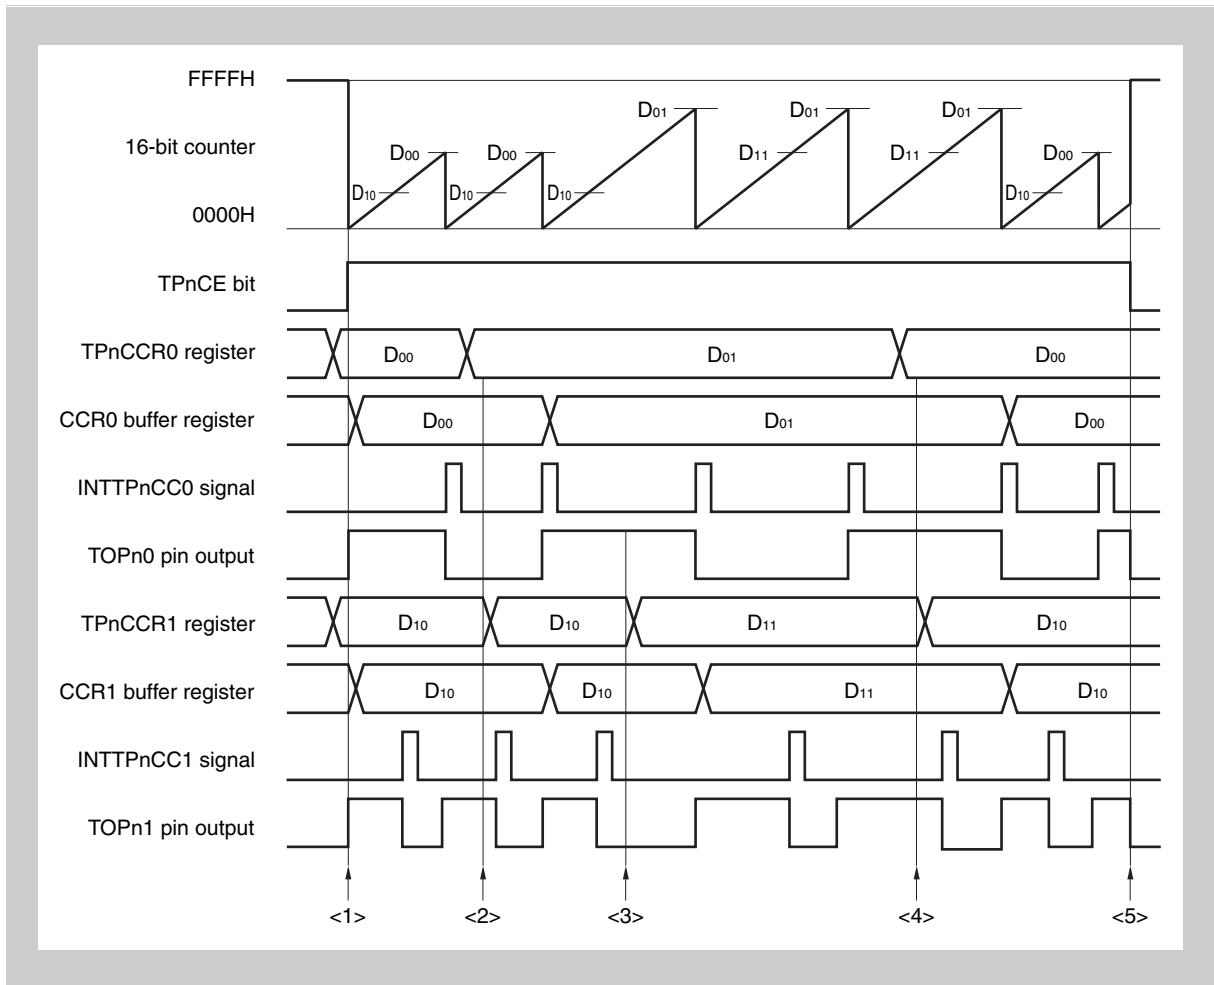 FFFFH
16-bit counter
0000H
D00 D00 D01 D01 D01 D00
D10 D10 D10 D11 D11 D10
TPnCE bit
TPnCCR0 register D00 D01 D00
CCR0 buffer register D00 D01 D00
INTTPnCC0 signal
TOPn0 pin output
TPnCCR1 register D10 D10 D11 D10
CCR1 buffer register D10 D10 D11 D10
INTTPnCC1 signal
TOPn1 pin output
<1> <2> <3> <4> <5>